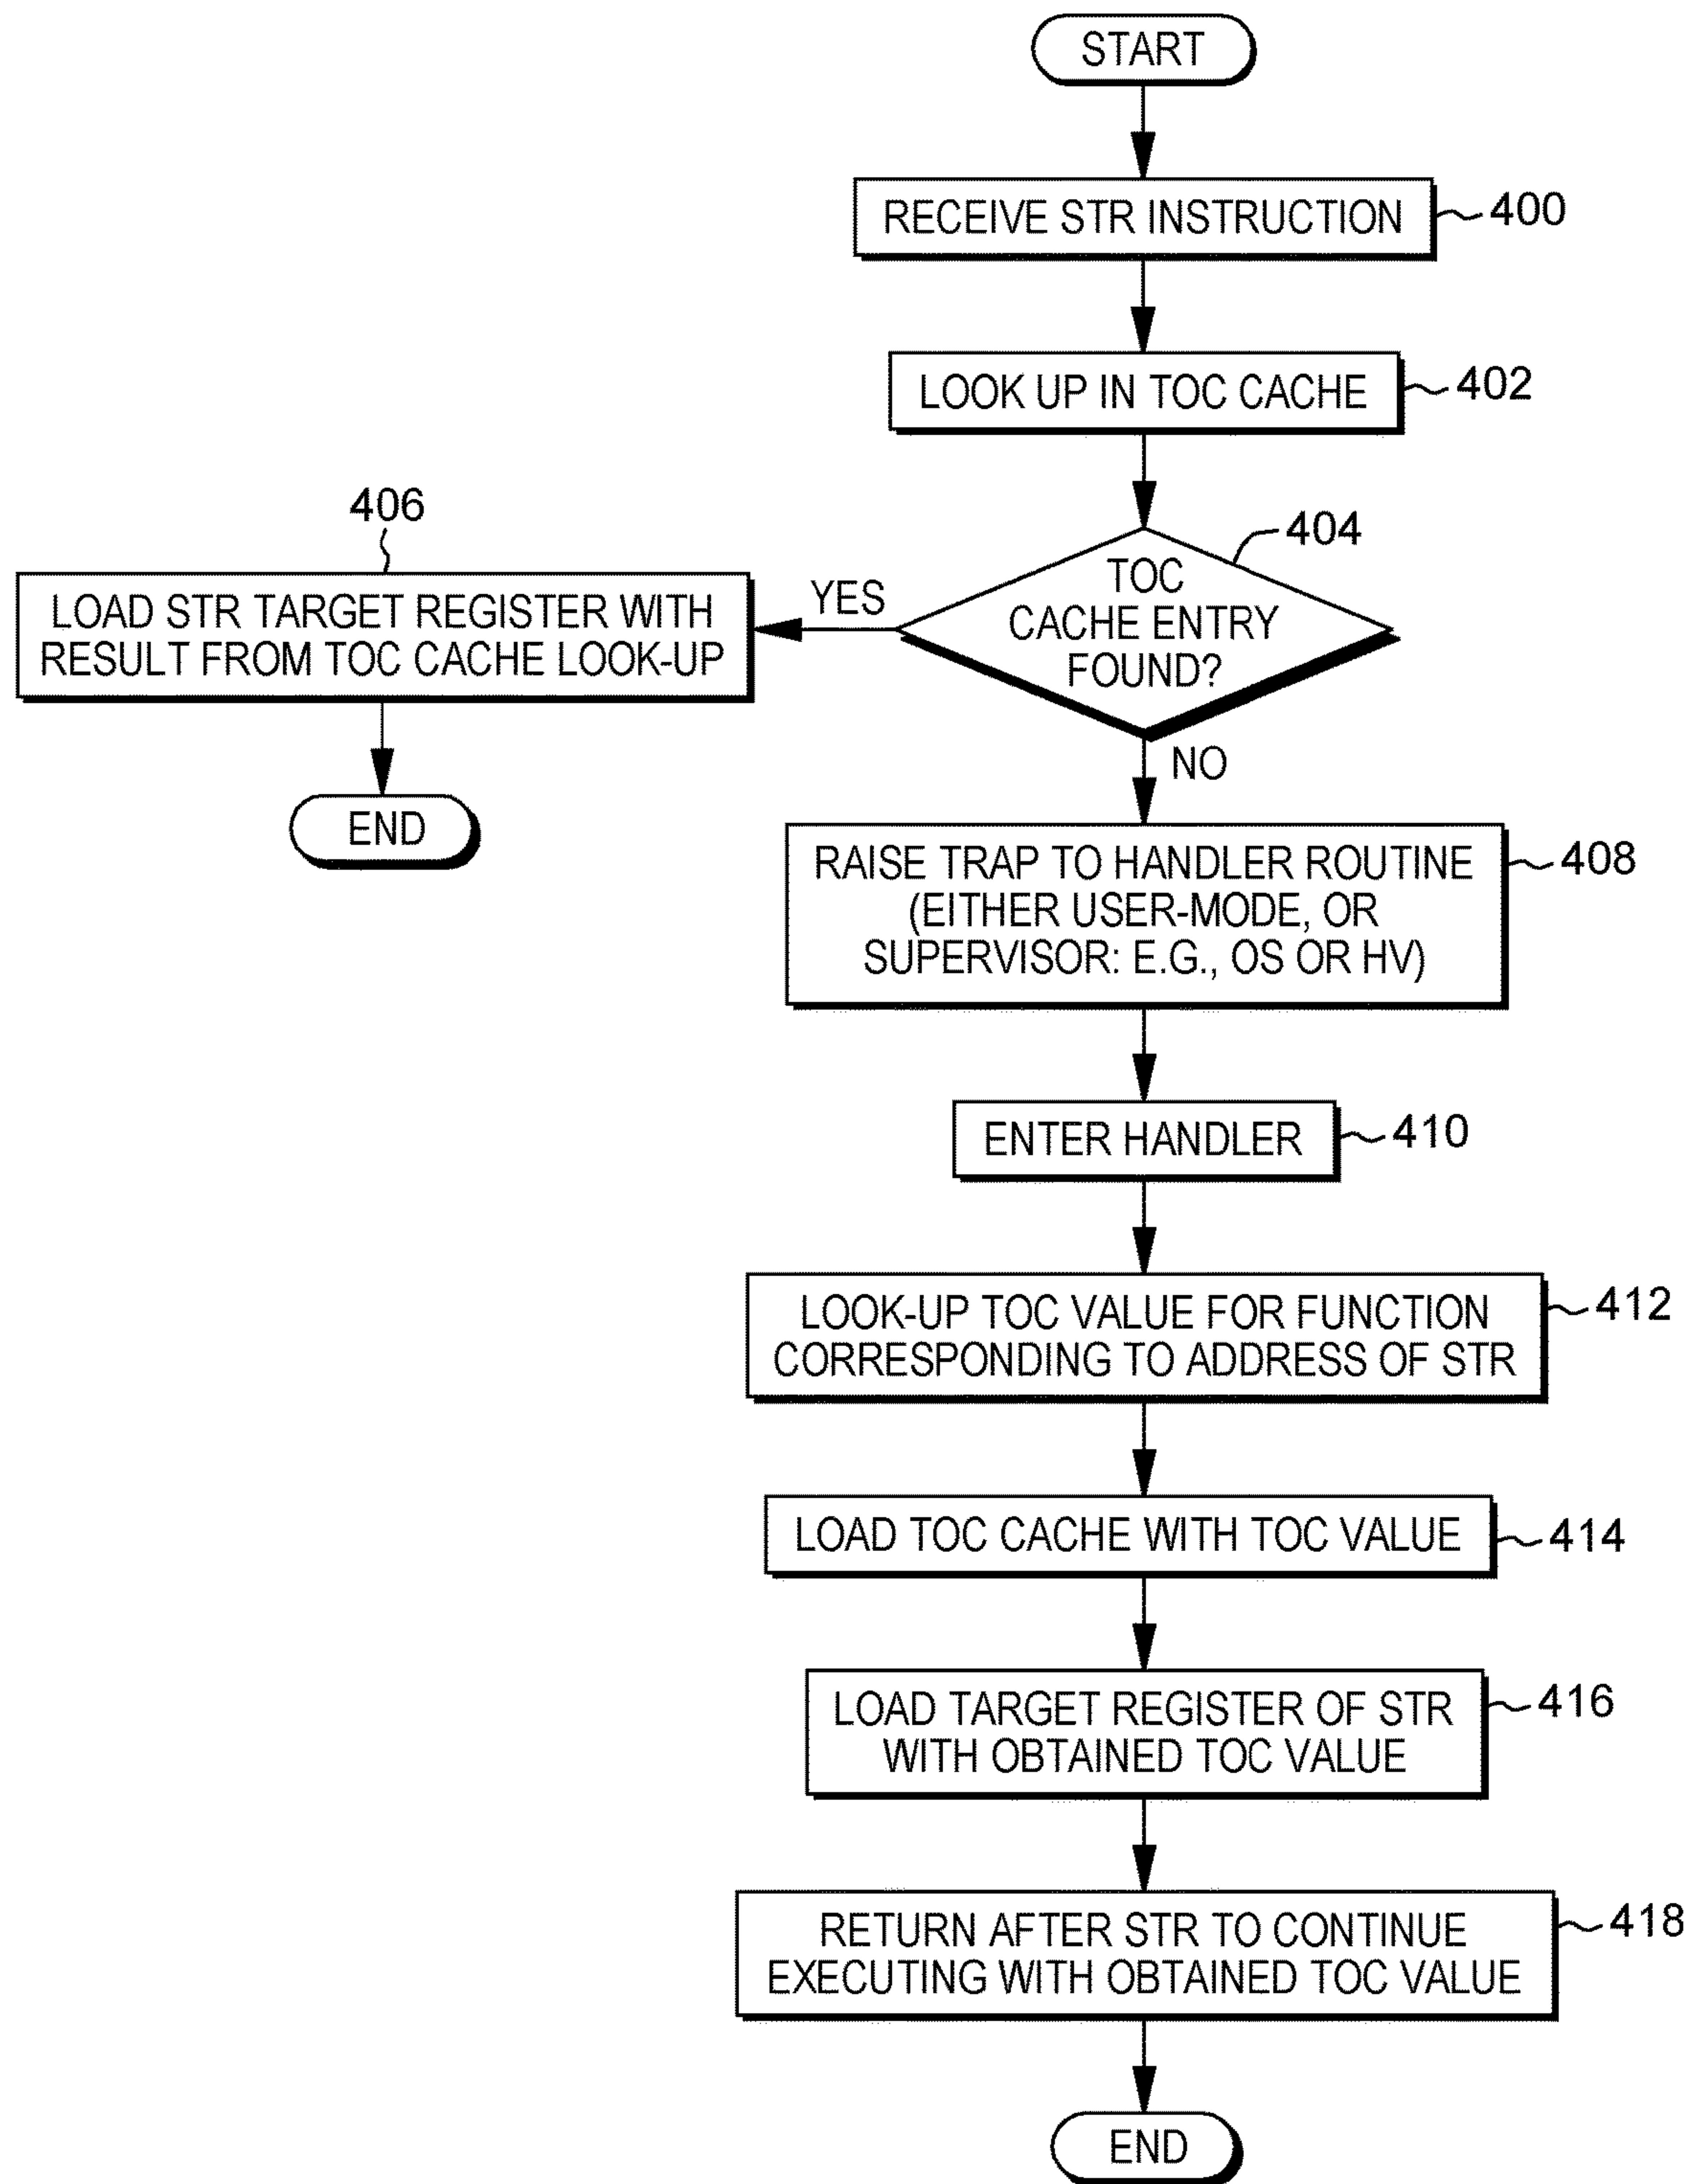 START
RECEIVE STR INSTRUCTION
400
LOOK UP IN TOC CACHE
402
404
TOC
CACHE ENTRY
FOUND?
YES
406
LOAD STR TARGET REGISTER WITH
RESULT FROM TOC CACHE LOOK-UP
END
NO
RAISE TRAP TO HANDLER ROUTINE
(EITHER USER-MODE, OR
SUPERVISOR: E.G., OS OR HV)
408
ENTER HANDLER
410
LOOK-UP TOC VALUE FOR FUNCTION
CORRESPONDING TO ADDRESS OF STR
412
LOAD TOC CACHE WITH TOC VALUE
414
LOAD TARGET REGISTER OF STR
WITH OBTAINED TOC VALUE
416
RETURN AFTER STR TO CONTINUE
EXECUTING WITH OBTAINED TOC VALUE
418
END